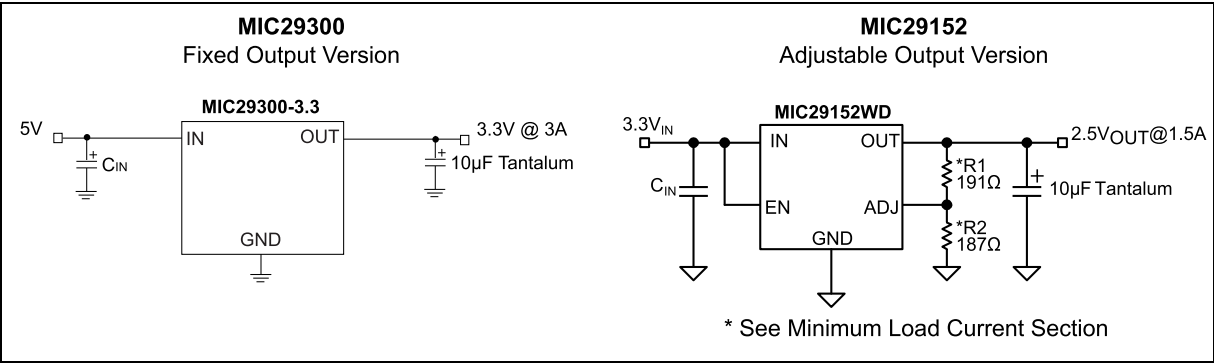 MIC29300
Fixed Output Version
MIC29300-3.3
5V
IN
OUT
3.3V @ 3A
+
CIN
+
10µF Tantalum
GND
MIC29152
Adjustable Output Version
MIC29152WD
3.3VIN
IN
OUT
2.5VOUT@1.5A
*R1
191Ω
CIN
+
10µF Tantalum
EN
ADJ
*R2
187Ω
GND
* See Minimum Load Current Section